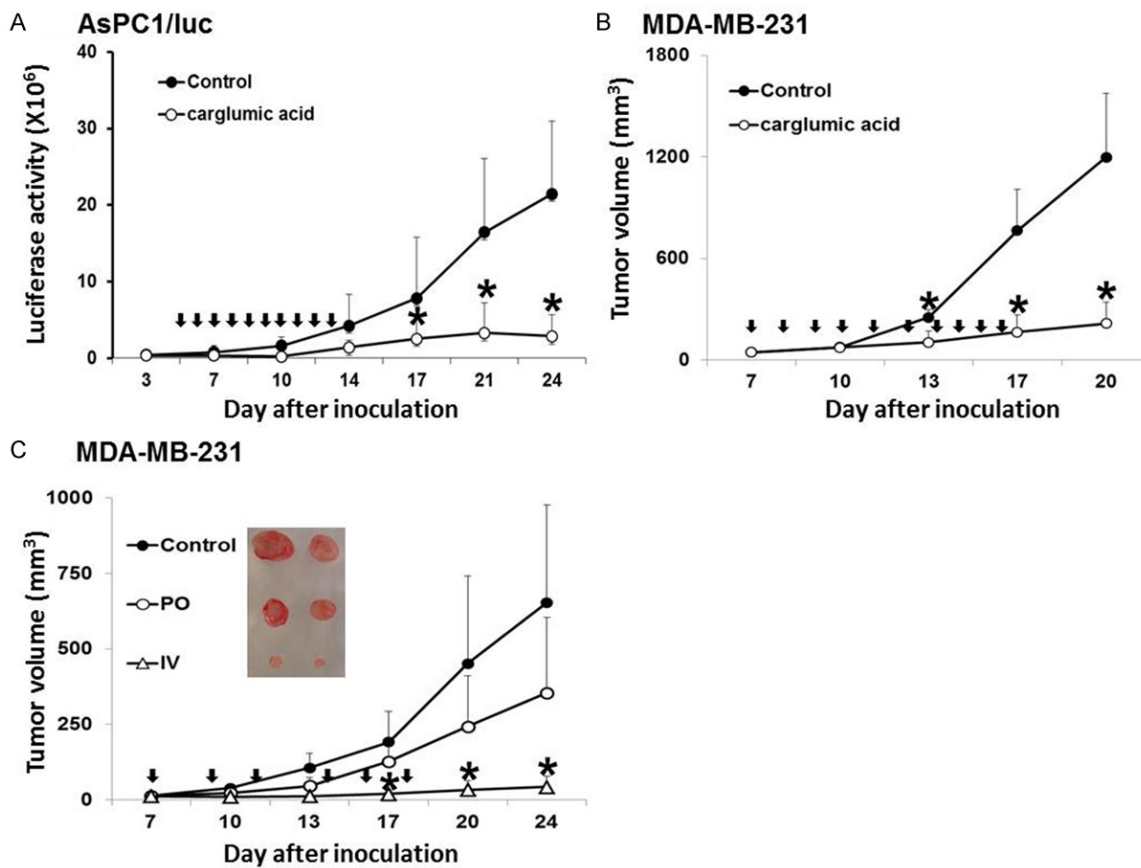 A AsPC1/luc
Luciferase activity (X10⁶)
40
30
20
10
0
Control
carglumic acid
* * *
3 7 10 14 17 21 24
Day after inoculation
B MDA-MB-231
Tumor volume (mm³)
1800
1200
600
0
Control
carglumic acid
* * *
7 10 13 17 20
Day after inoculation
C MDA-MB-231
Tumor volume (mm³)
1000
750
500
250
0
Control
PO
IV
* * *
7 10 13 17 20 24
Day after inoculation